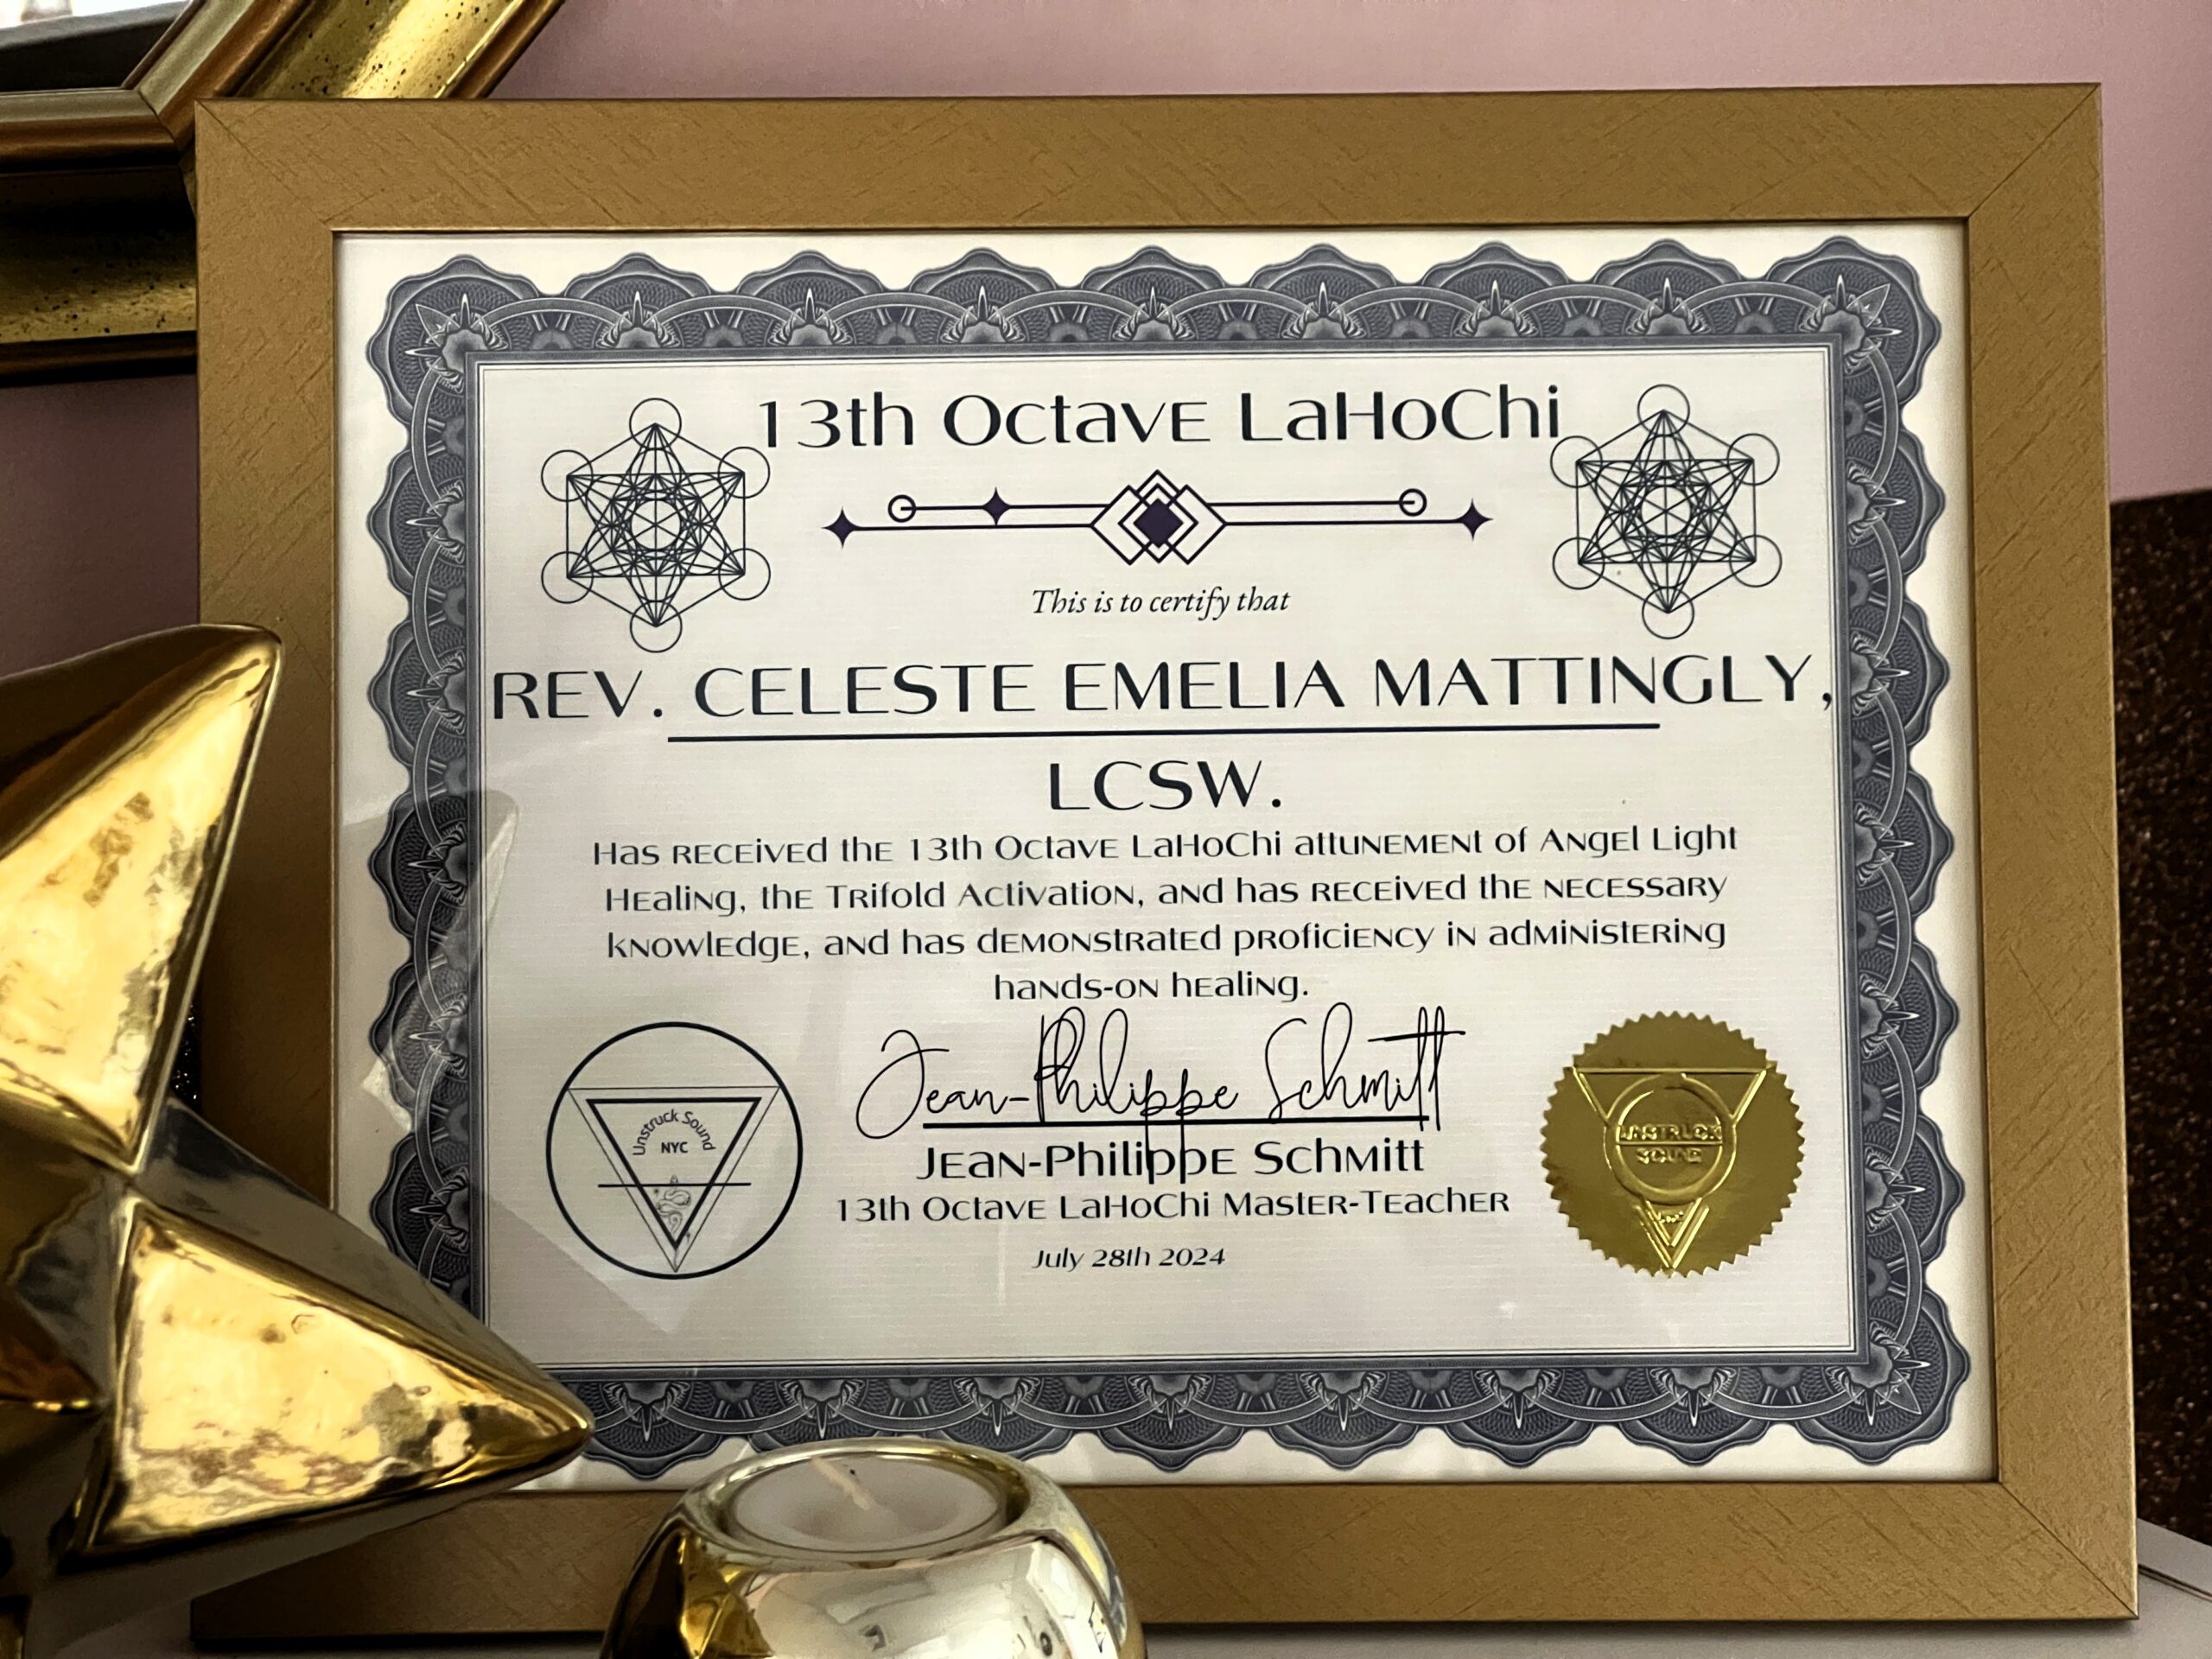 13th Octave LaHoChi
This is to certify that
REV. CELESTE EMELIA MATTINGLY,
LCSW.
Has received the 13th Octave LaHoChi attunement of Angel Light
Healing, the Trifold Activation, and has received the necessary
knowledge, and has demonstrated proficiency in administering
hands-on healing.
Unstruck Sound
NYC
Jean-Philippe Schmitt
Jean-Philippe Schmitt
13th Octave LaHoChi Master-Teacher
July 28th 2024
UNSTRUCK
SOUND